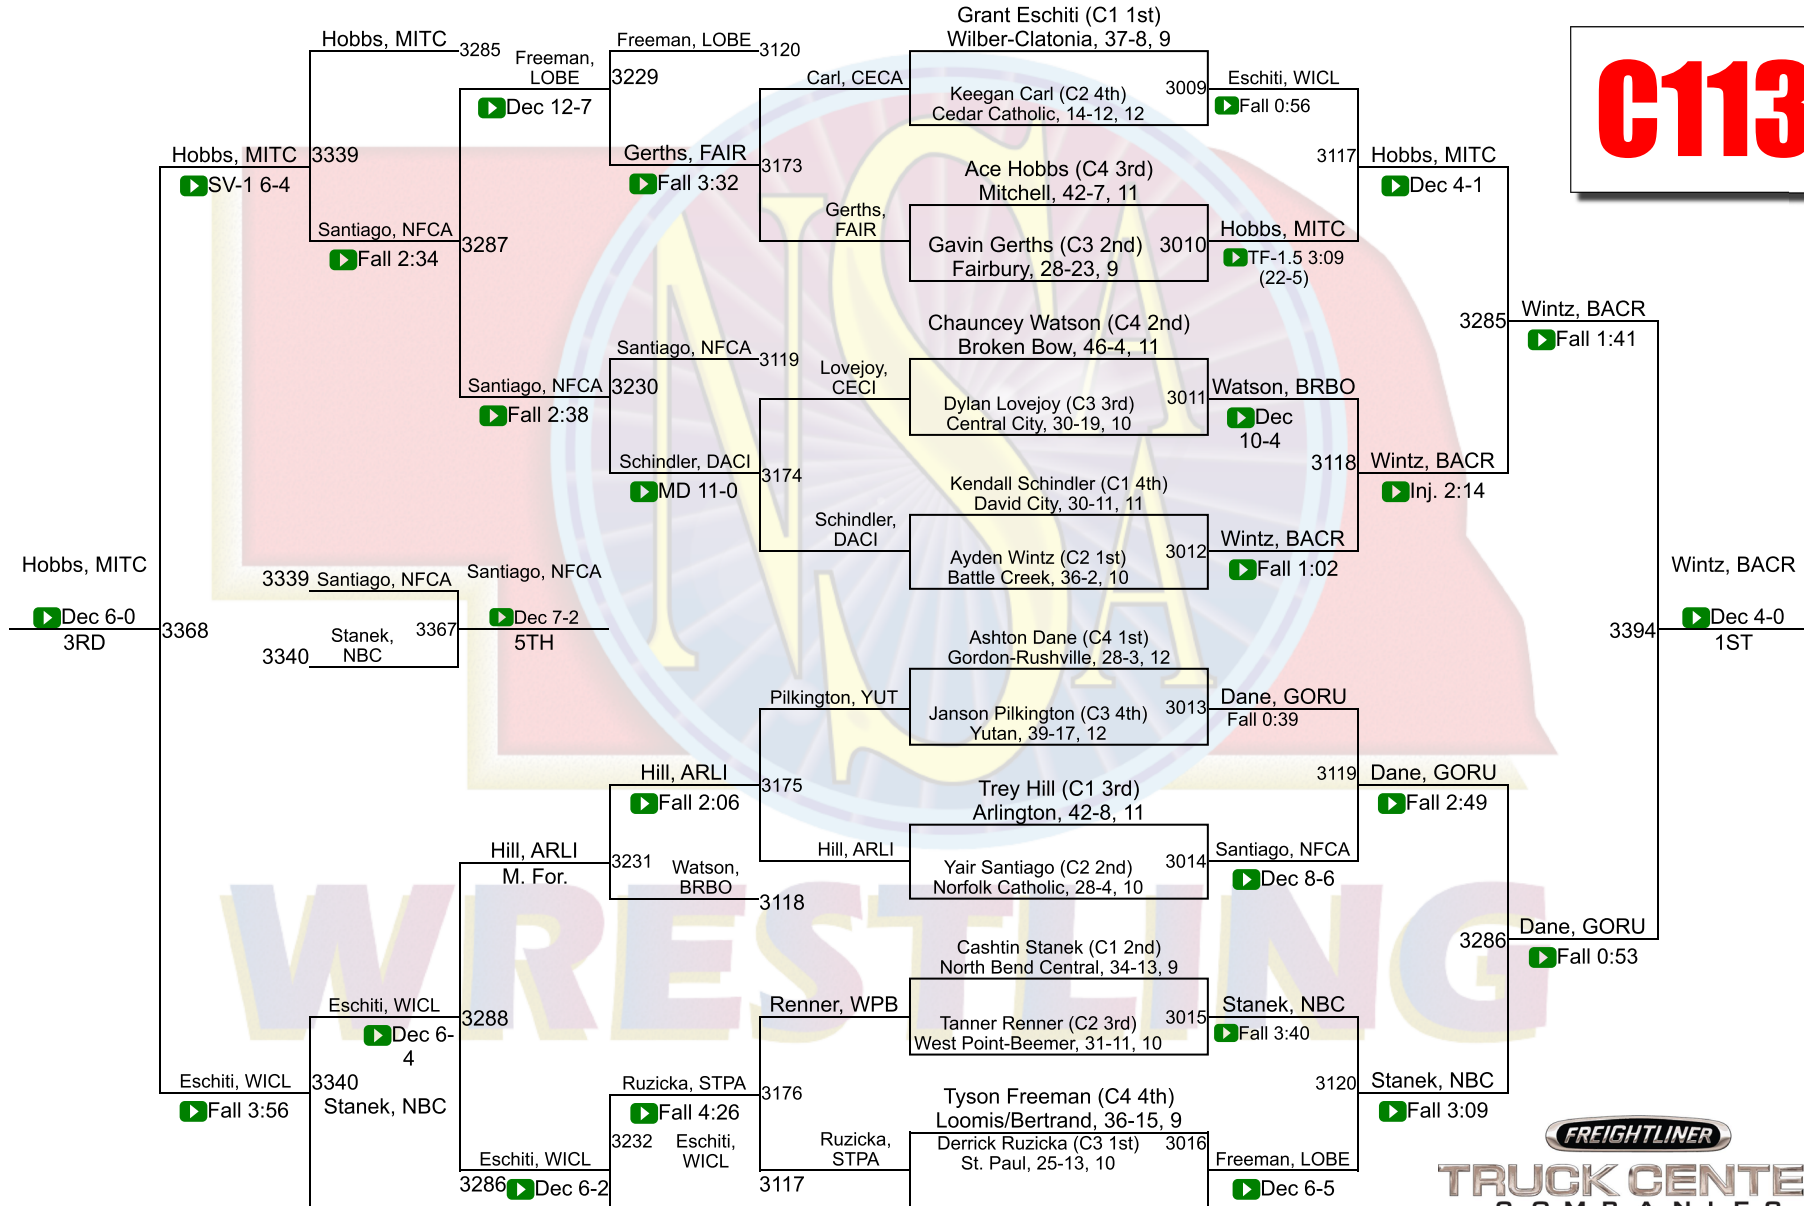 Grant Eschiti (C1 1st)
Wilber-Clatonia, 37-8, 9
Keegan Carl (C2 4th)
Cedar Catholic, 14-12, 12
3009
Ace Hobbs (C4 3rd)
Mitchell, 42-7, 11
Gavin Gerths (C3 2nd)
Fairbury, 28-23, 9
3010
Chauncey Watson (C4 2nd)
Broken Bow, 46-4, 11
Dylan Lovejoy (C3 3rd)
Central City, 30-19, 10
3011
Kendall Schindler (C1 4th)
David City, 30-11, 11
Ayden Wintz (C2 1st)
Battle Creek, 36-2, 10
3012
Ashton Dane (C4 1st)
Gordon-Rushville, 28-3, 12
Janson Pilkington (C3 4th)
Yutan, 39-17, 12
3013
Trey Hill (C1 3rd)
Arlington, 42-8, 11
Yair Santiago (C2 2nd)
Norfolk Catholic, 28-4, 10
3014
Cashtin Stanek (C1 2nd)
North Bend Central, 34-13, 9
Tanner Renner (C2 3rd)
West Point-Beemer, 31-11, 10
3015
Tyson Freeman (C4 4th)
Loomis/Bertrand, 36-15, 9
Derrick Ruzicka (C3 1st)
St. Paul, 25-13, 10
3016
Eschiti, WICL
Fall 0:56
Hobbs, MITC
TF-1.5 3:09
(22-5)
Watson, BRBO
Dec
10-4
Wintz, BACR
Fall 1:02
Dane, GORU
Fall 0:39
Santiago, NFCA
Dec 8-6
Stanek, NBC
Fall 3:40
Freeman, LOBE
Dec 6-5
3117
Hobbs, MITC
Dec 4-1
3118
Wintz, BACR
Inj. 2:14
3119
Dane, GORU
Fall 2:49
3120
Stanek, NBC
Fall 3:09
3285
Wintz, BACR
Fall 1:41
3286
Dane, GORU
Fall 0:53
3394
Wintz, BACR
Dec 4-0
1ST
C113
Carl, CECA
Gerths,
FAIR
3173
Lovejoy,
CECI
Schindler,
DACI
3174
Pilkington, YUT
Hill, ARLI
3175
Renner, WPB
Ruzicka,
STPA
3176
3117
Freeman, LOBE
3120
Gerths, FAIR
Fall 3:32
3229
Santiago, NFCA
3119
Schindler, DACI
MD 11-0
3230
Hill, ARLI
Fall 2:06
3231
Watson,
BRBO
3118
Ruzicka, STPA
Fall 4:26
3232
Eschiti,
WICL
Freeman,
LOBE
Dec 12-7
Santiago, NFCA
Fall 2:38
3287
Hill, ARLI
M. For.
3288
Eschiti, WICL
Dec 6-2
3286
Hobbs, MITC
3285
Santiago, NFCA
Fall 2:34
3339
Eschiti, WICL
Dec 6-
4
3340
Stanek, NBC
Hobbs, MITC
SV-1 6-4
Eschiti, WICL
Fall 3:56
3368
Hobbs, MITC
Dec 6-0
3RD
3339
Santiago, NFCA
3340
Stanek,
NBC
3367
Santiago, NFCA
Dec 7-2
5TH
NSAA
WRESTLING
FREIGHTLINER
TRUCK CENTE